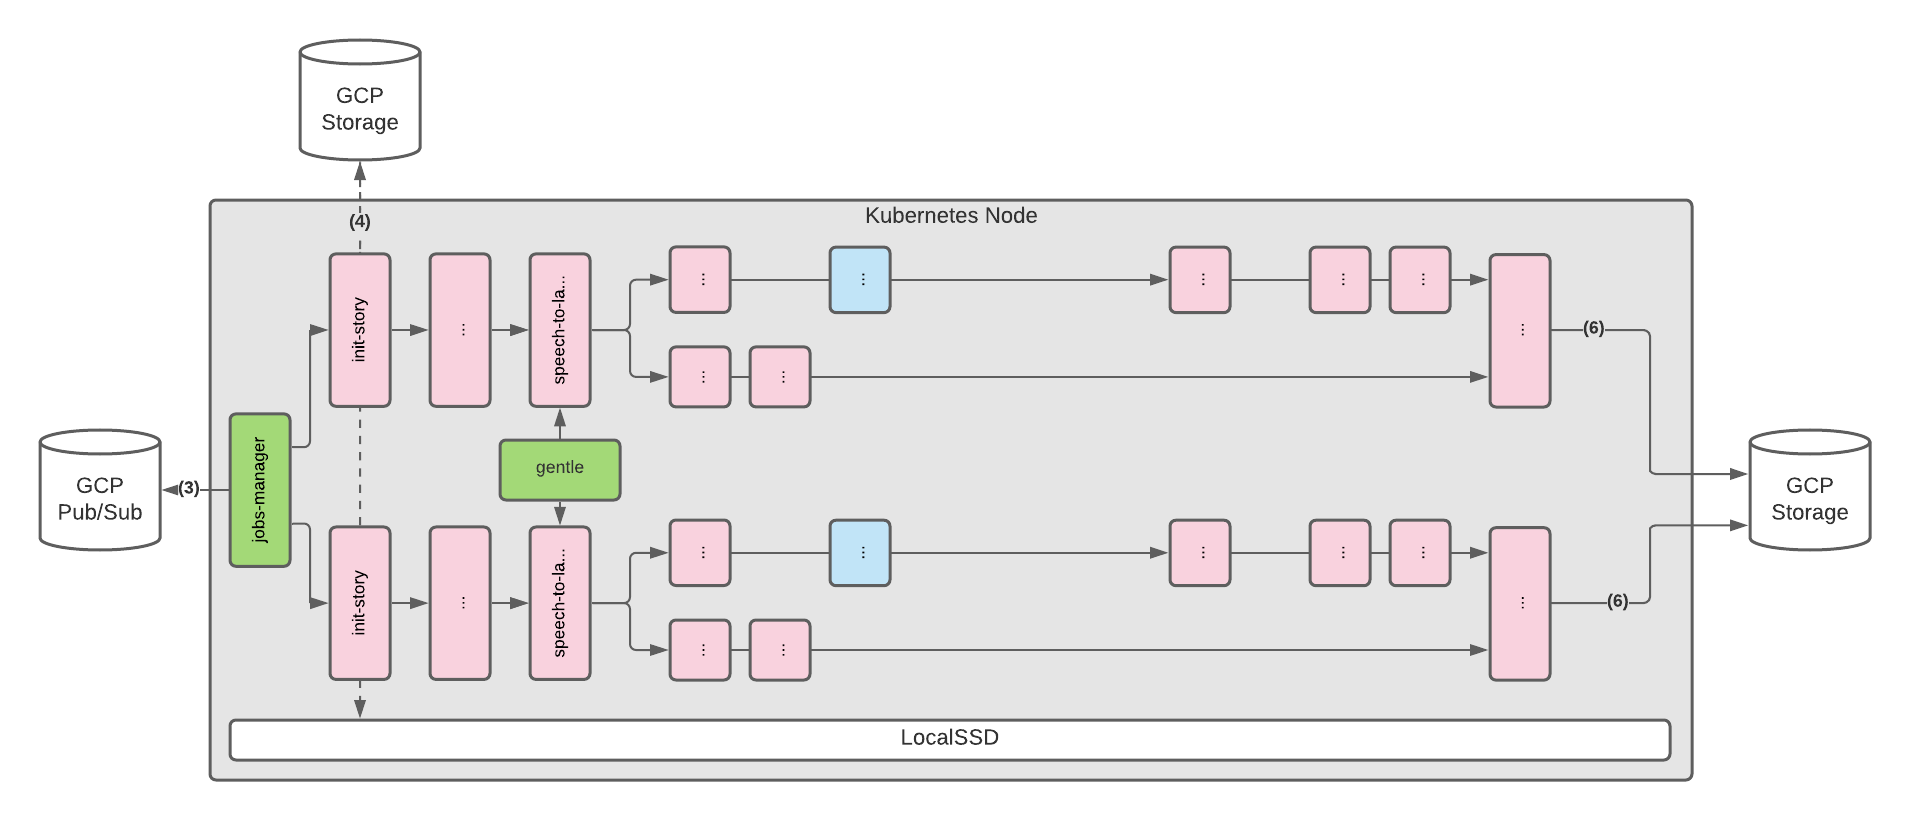 GCP
Storage
(4)
Kubernetes Node
init-story
...
speech-to-la...
...
...
...
...
...
...
(6)
...
...
jobs-manager
gentle
GCP
Pub/Sub
(3)
GCP
Storage
init-story
...
speech-to-la...
...
...
...
...
...
...
(6)
...
...
LocalSSD